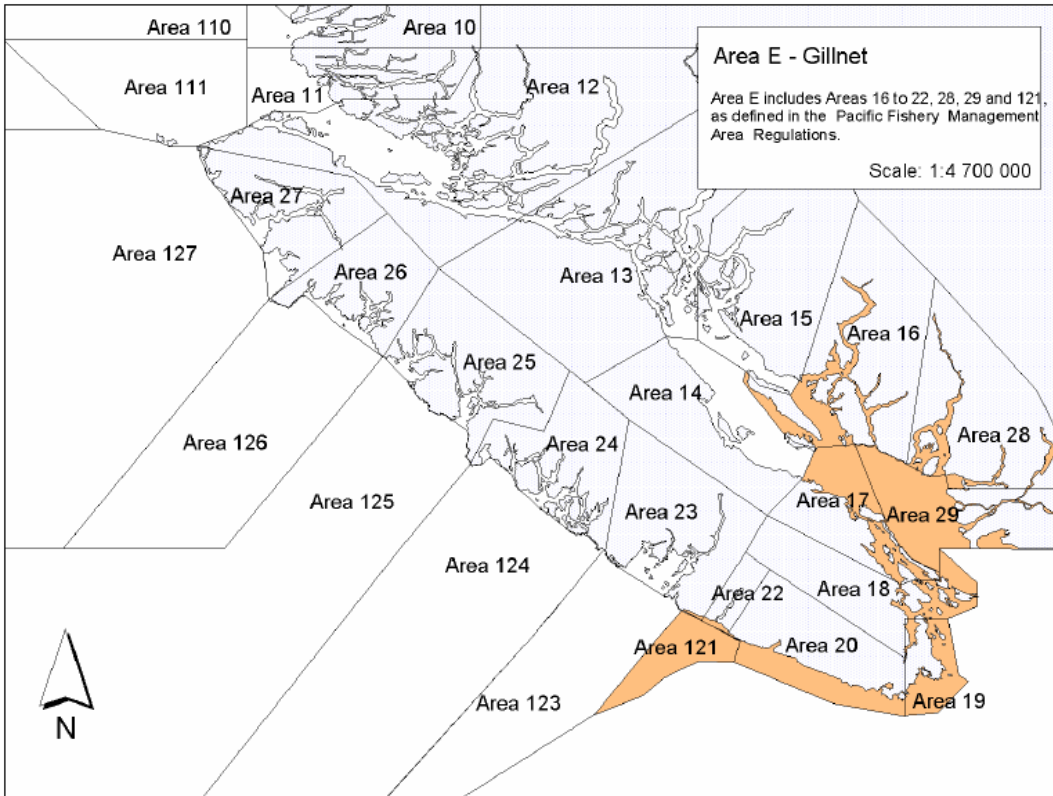 Area 110
Area 10
Area 111
Area 11
Area 12
Area E - Gillnet
Area E includes Areas 16 to 22, 28, 29 and 121,
as defined in the Pacific Fishery Management
Area Regulations.
Scale: 1:4 700 000
Area 27
Area 127
Area 26
Area 13
Area 15
Area 16
Area 25
Area 14
Area 126
Area 24
Area 28
Area 125
Area 17
Area 23
Area 29
Area 124
Area 22
Area 18
Area 121
Area 20
Area 123
Area 19
N